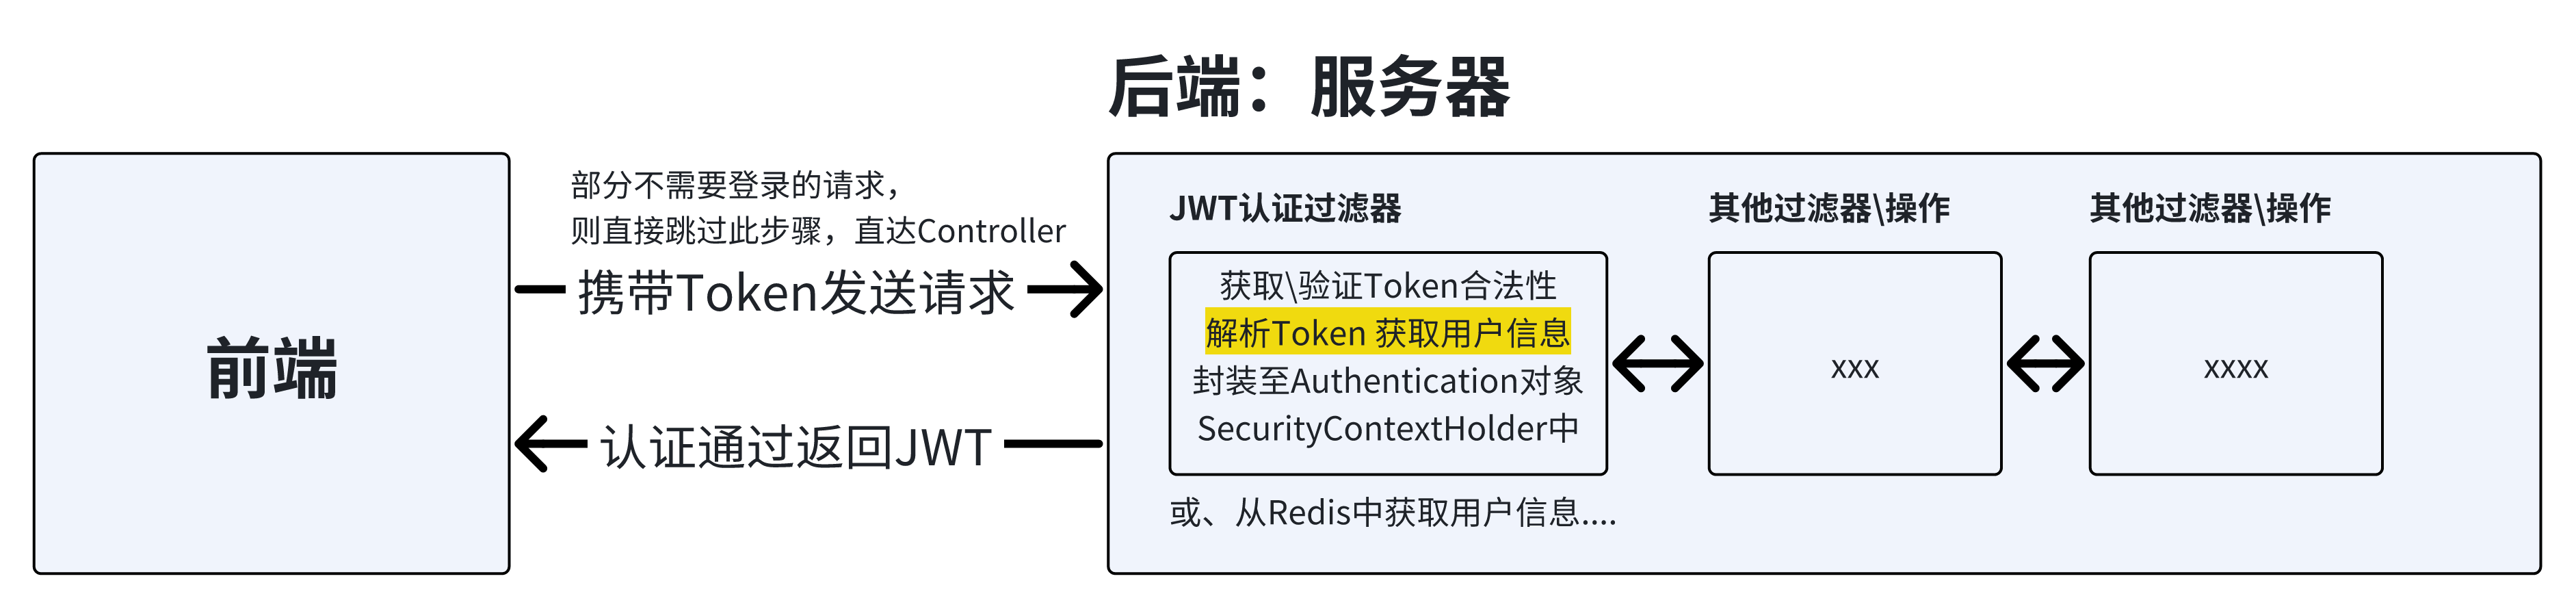 后端：服务器
前端
部分不需要登录的请求，
则直接跳过此步骤，直达Controller
携带Token发送请求
认证通过返回JWT
JWT认证过滤器
获取\验证Token合法性
解析Token 获取用户信息
封装至Authentication对象
SecurityContextHolder中
或、从Redis中获取用户信息....
其他过滤器\操作
xxx
其他过滤器\操作
xxxx